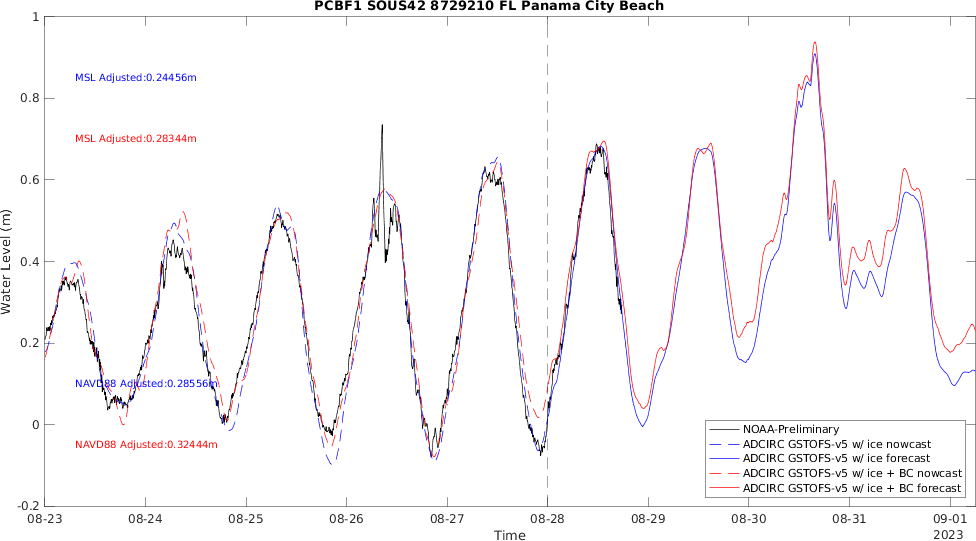 PCBF1 SOUS42 8729210 FL Panama City Beach
1
0.8
0.6
0.4
0.2
0
-0.2
Water Level (m)
MSL Adjusted:0.24456m
MSL Adjusted:0.28344m
NAVD88 Adjusted:0.28556m
NAVD88 Adjusted:0.32444m
NOAA-Preliminary
ADCIRC GSTOFS-v5 w/ ice nowcast
ADCIRC GSTOFS-v5 w/ ice forecast
ADCIRC GSTOFS-v5 w/ ice + BC nowcast
ADCIRC GSTOFS-v5 w/ ice + BC forecast
08-23 08-24 08-25 08-26 08-27 08-28 08-29 08-30 08-31 09-01
Time
2023